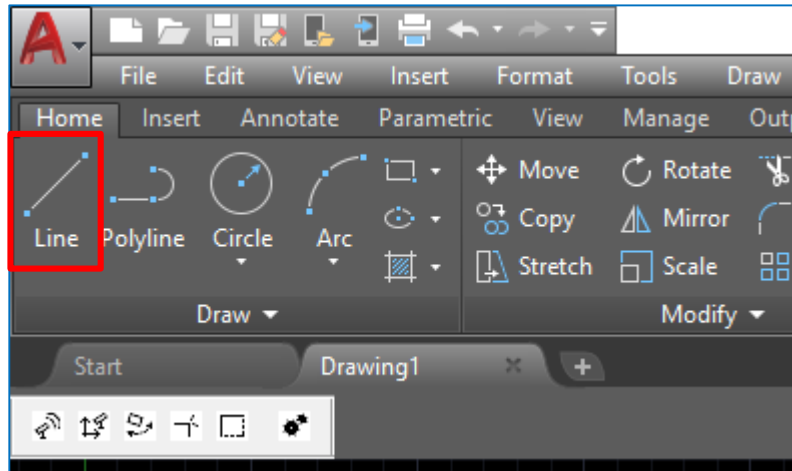 A
File Edit View Insert Format Tools Draw
Home Insert Annotate Parametric View Manage Outp
Line Polyline Circle Arc
Move Rotate
Copy Mirror
Stretch Scale
Draw Modify
Start Drawing1